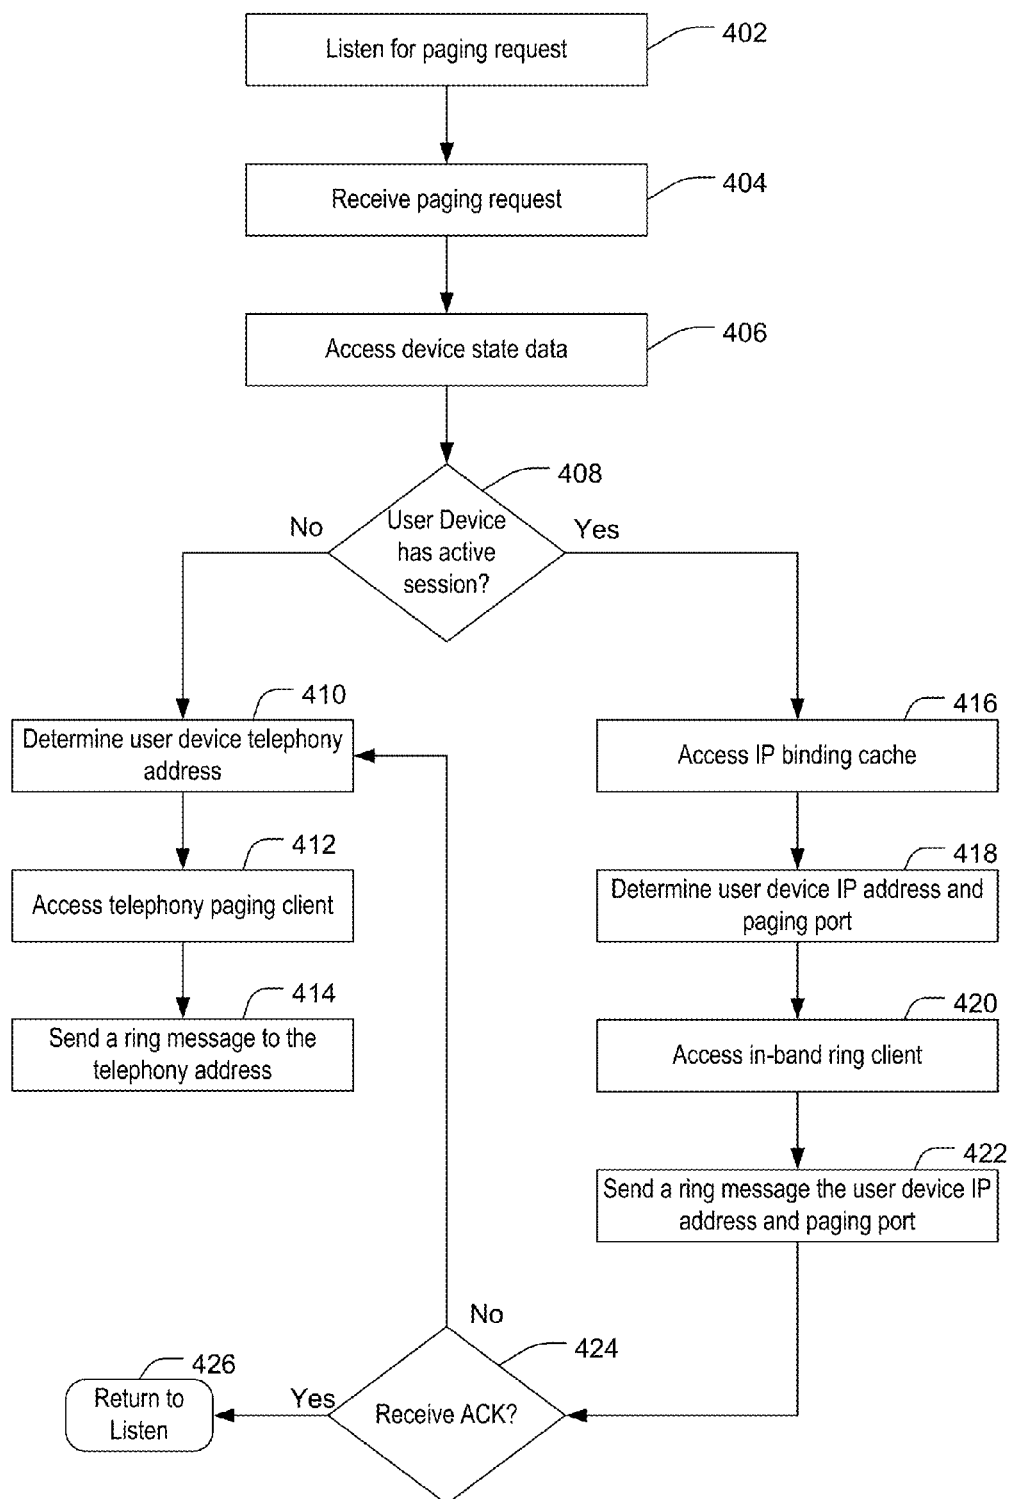 Listen for paging request
402
Receive paging request
404
Access device state data
406
408
User Device
has active
session?
No
Yes
410
Determine user device telephony
address
412
Access telephony paging client
414
Send a ring message to the
telephony address
416
Access IP binding cache
418
Determine user device IP address and
paging port
420
Access in-band ring client
422
Send a ring message the user device IP
address and paging port
No
424
Receive ACK?
Yes
426
Return to
Listen